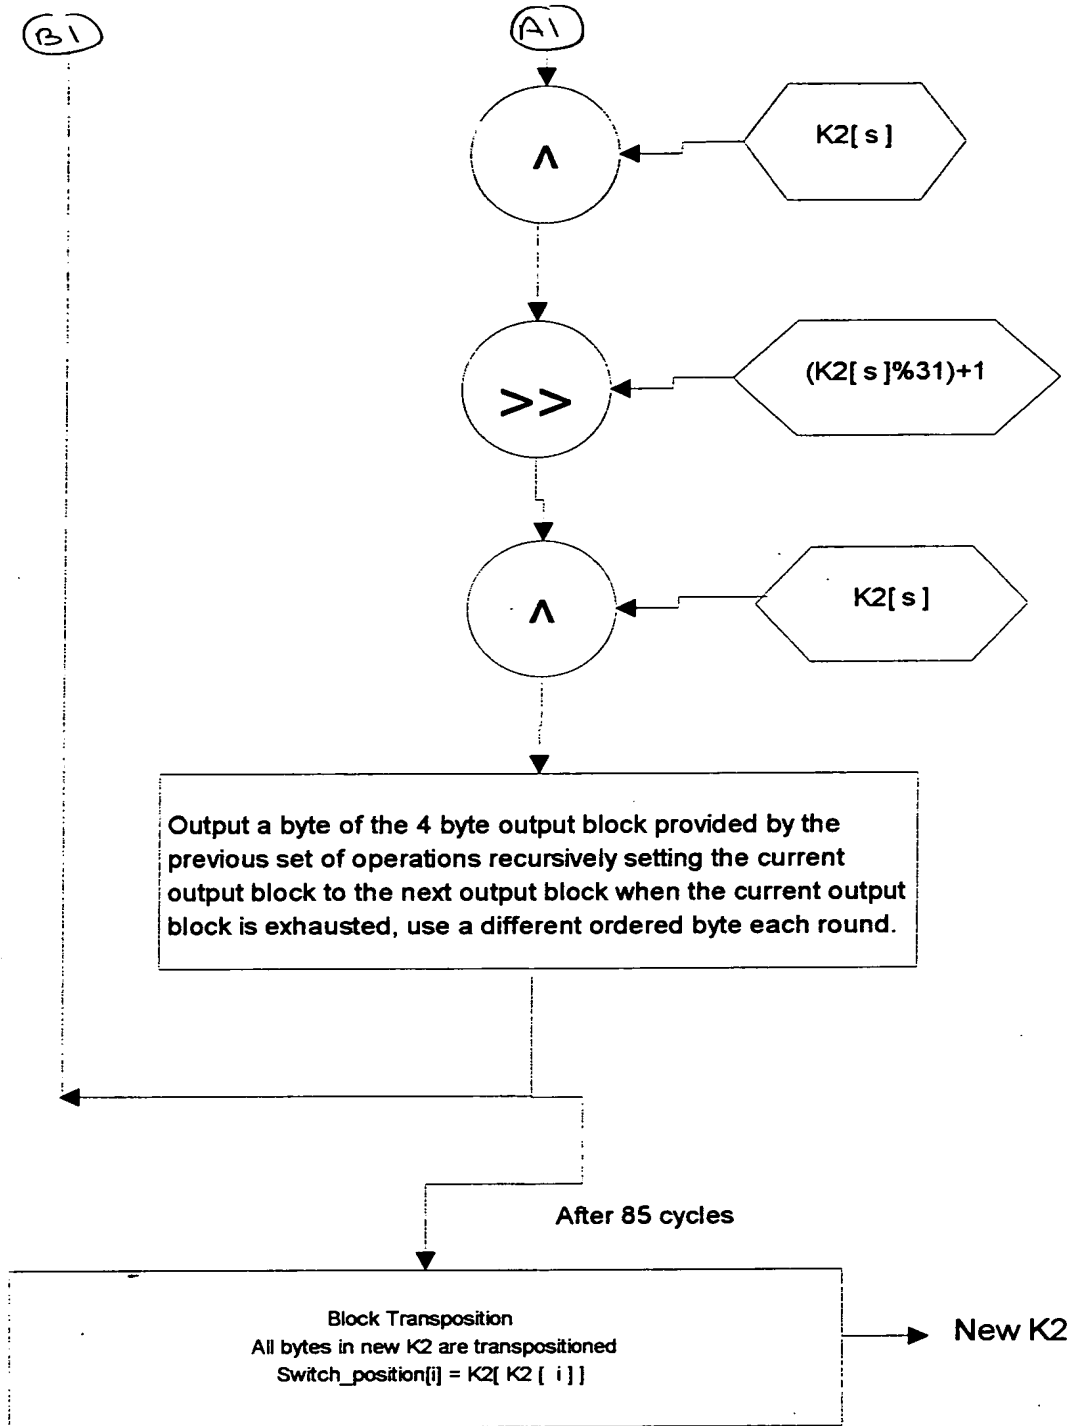 B1
A1
K2[ s ]
^
(K2[ s ]%31)+1
>>
K2[ s ]
^
Output a byte of the 4 byte output block provided by the
previous set of operations recursively setting the current
output block to the next output block when the current output
block is exhausted, use a different ordered byte each round.
After 85 cycles
Block Transposition
All bytes in new K2 are transpositioned
Switch_position[i] = K2[ K2 [ i ] ]
New K2